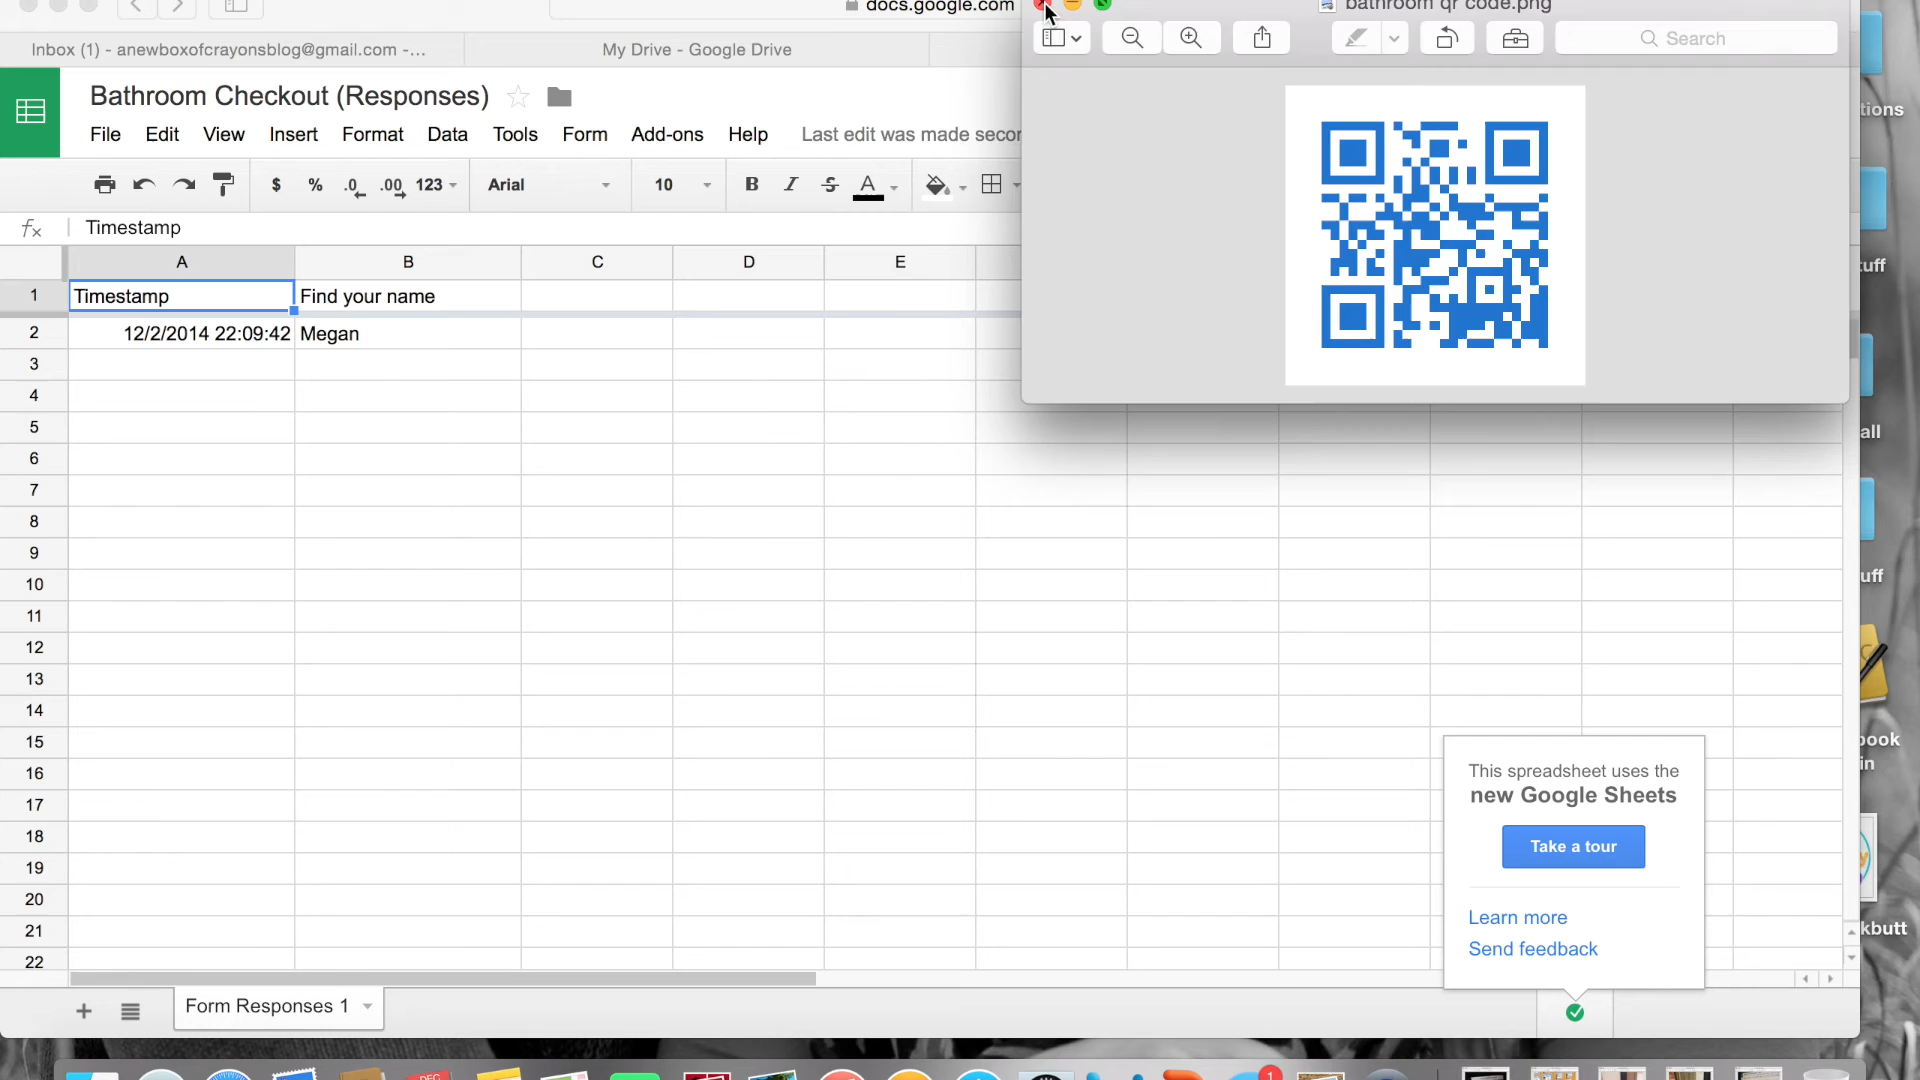 docs.google.com
bathroom qr code.png
Inbox (1) - anewboxofcrayonsblog@gmail.com -...
My Drive - Google Drive
Search
Bathroom Checkout (Responses)
File Edit View Insert Format Data Tools Form Add-ons Help Last edit was made secon
$ % .0 .00 123 Arial 10 B I S A
fx Timestamp
A B C D E
1 Timestamp Find your name
2 12/2/2014 22:09:42 Megan
3
4
5
6
7
8
9
10
11
12
13
14
15
16
17
18
19
20
21
22
This spreadsheet uses the
new Google Sheets
Take a tour
Learn more
Send feedback
Form Responses 1
tions
uff
all
uff
book
in
kbutt
DEC
1